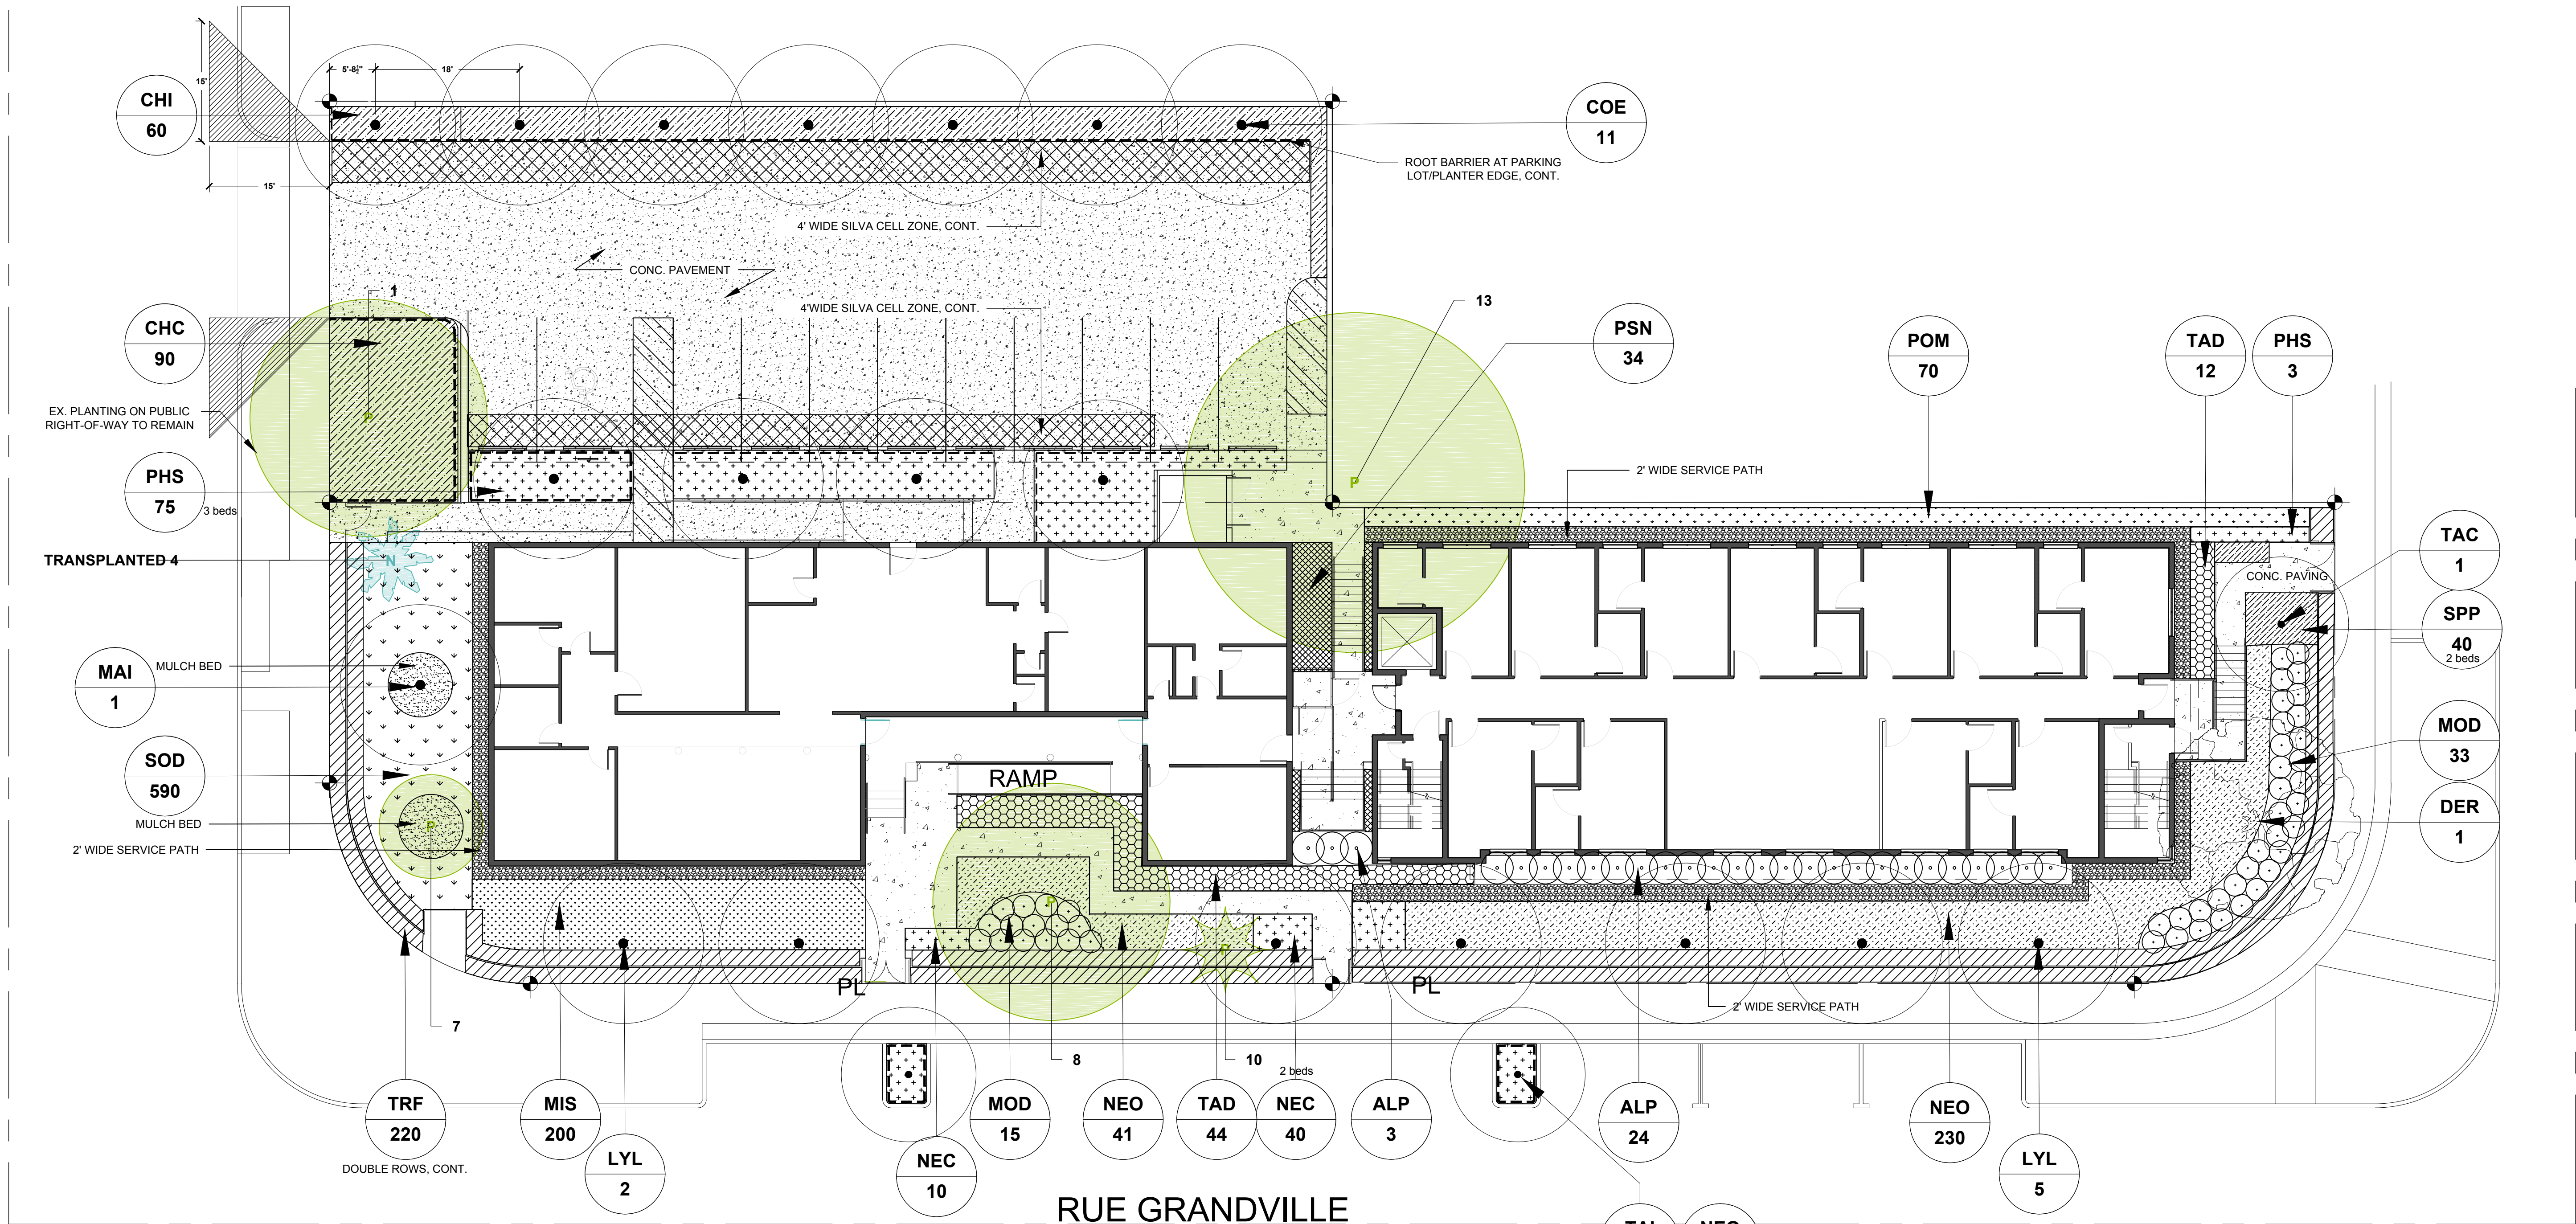 5'-8½"
18'
15'
CHI
60
COE
11
ROOT BARRIER AT PARKING
LOT/PLANTER EDGE, CONT.
15'
4' WIDE SILVA CELL ZONE, CONT.
CONC. PAVEMENT
1
13
4' WIDE SILVA CELL ZONE, CONT.
CHC
90
PSN
34
POM
70
TAD
12
PHS
3
EX. PLANTING ON PUBLIC
RIGHT-OF-WAY TO REMAIN
P
P
2' WIDE SERVICE PATH
PHS
75
3 beds
TAC
1
TRANSPLANTED 4
N
CONC. PAVING
SPP
40
2 beds
MAI
1
MULCH BED
MOD
33
SOD
590
RAMP
MULCH BED
P
DER
1
2' WIDE SERVICE PATH
P
P
PL
PL
2' WIDE SERVICE PATH
7
8
10
2 beds
TRF
220
DOUBLE ROWS, CONT.
MIS
200
LYL
2
NEC
10
MOD
15
NEO
41
TAD
44
NEC
40
ALP
3
ALP
24
NEO
230
LYL
5
RUE GRANDVILLE